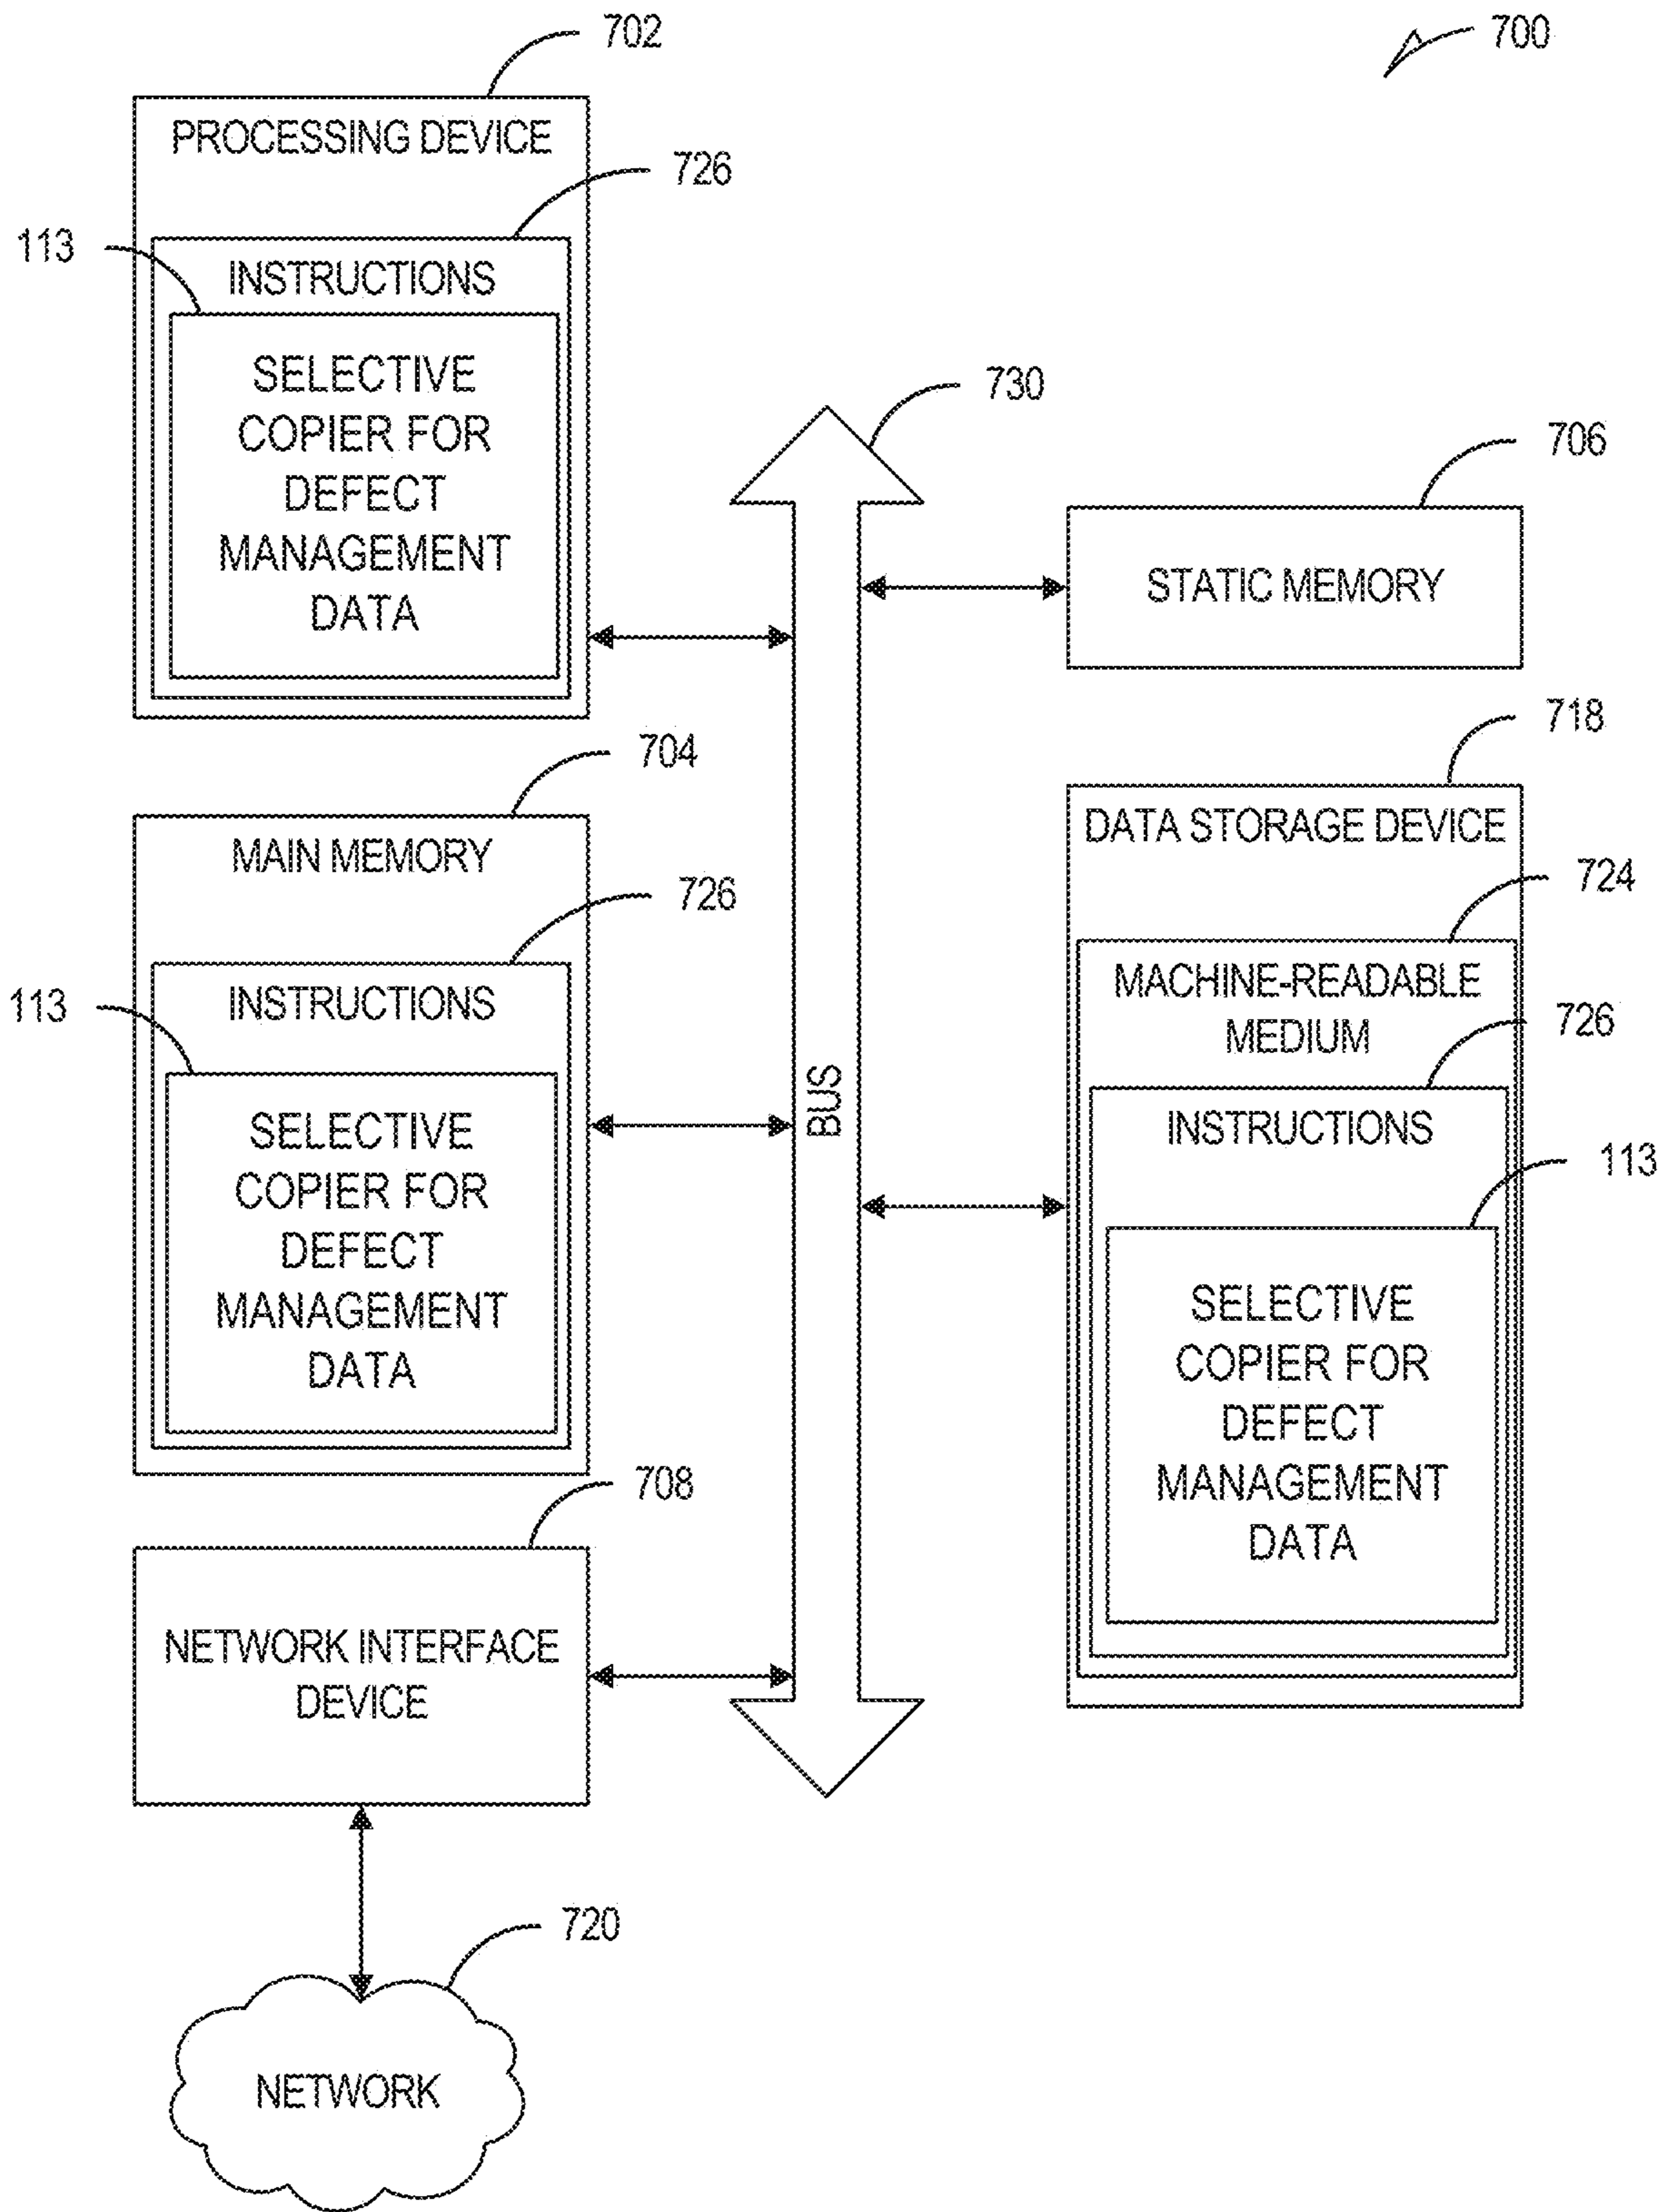 702
700
PROCESSING DEVICE
726
113
INSTRUCTIONS
SELECTIVE
COPIER FOR
DEFECT
MANAGEMENT
DATA
730
706
STATIC MEMORY
704
MAIN MEMORY
726
113
INSTRUCTIONS
SELECTIVE
COPIER FOR
DEFECT
MANAGEMENT
DATA
BUS
718
DATA STORAGE DEVICE
724
MACHINE-READABLE
MEDIUM
726
INSTRUCTIONS
113
SELECTIVE
COPIER FOR
DEFECT
MANAGEMENT
DATA
708
NETWORK INTERFACE
DEVICE
720
NETWORK